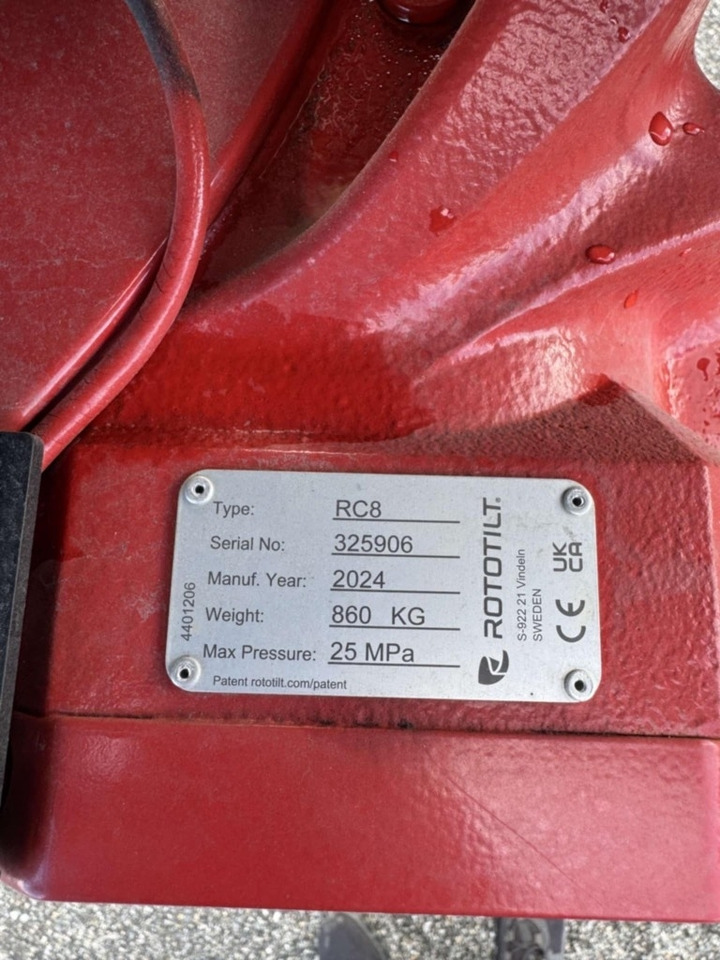 Type: RC8
Serial No: 325906
Manuf. Year: 2024
Weight: 860 KG
Max Pressure: 25 MPa
Patent rototilt.com/patent
4401206
ROTOTILT®
S-922 21 Vindeln
SWEDEN
CE
UK
CA